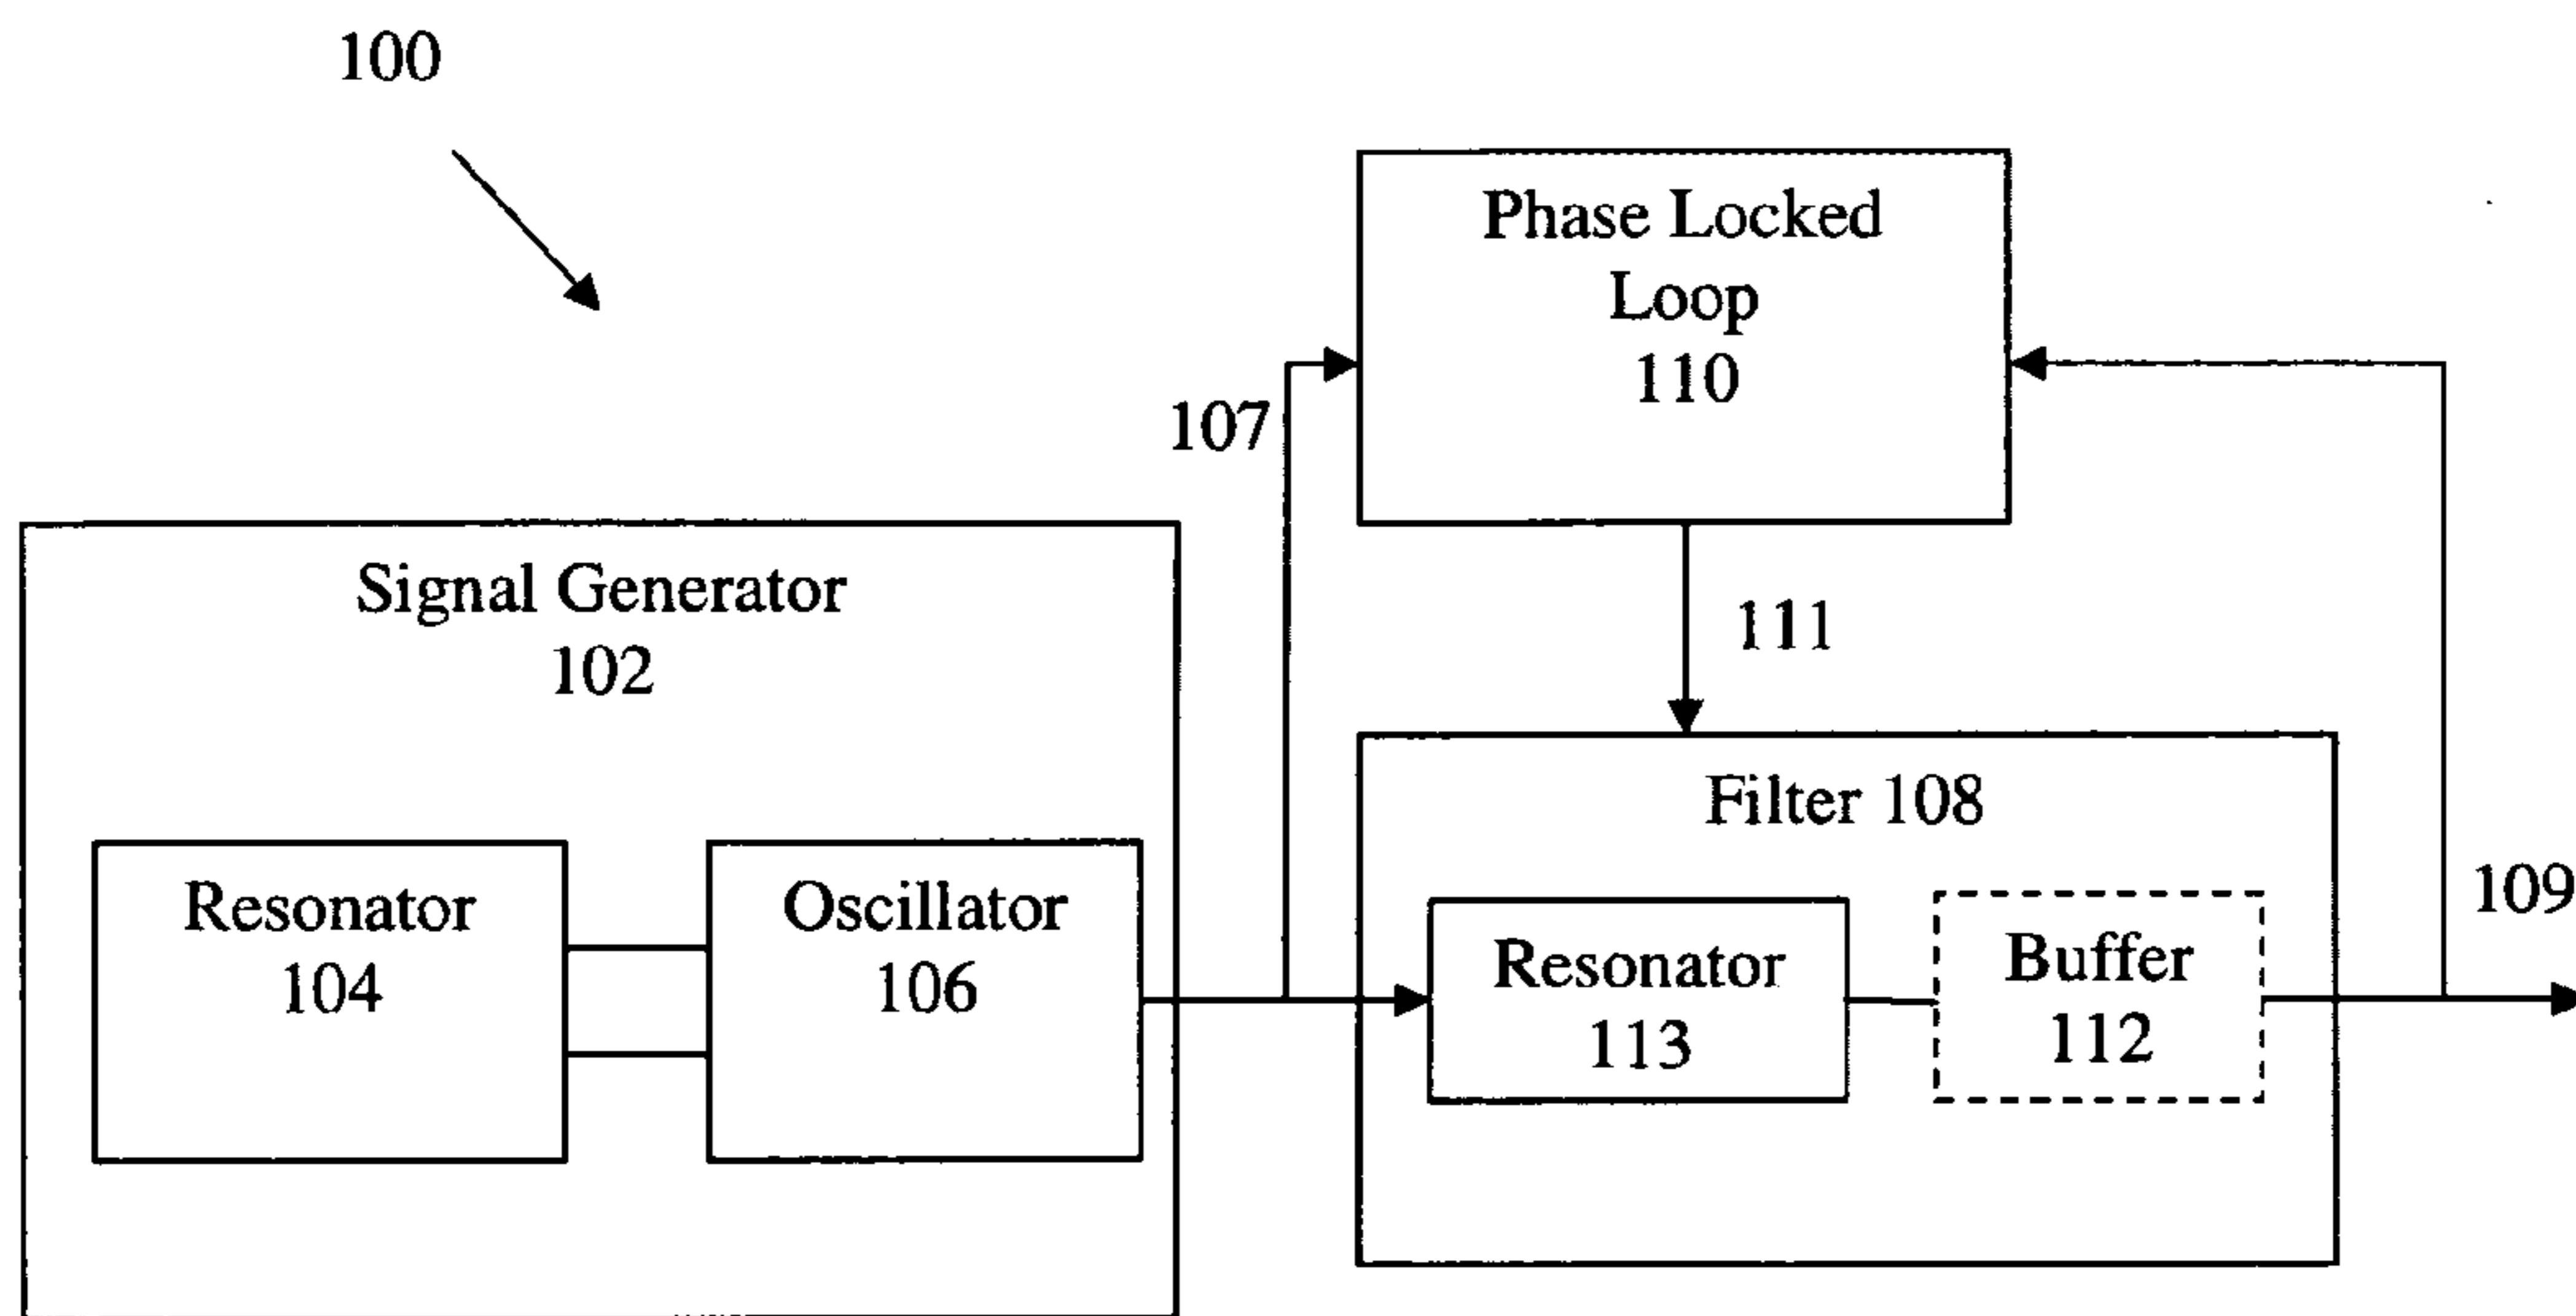 100
Phase Locked
Loop
110
107
Signal Generator
102
111
Filter 108
Resonator
104
Oscillator
106
Resonator
113
Buffer
112
109